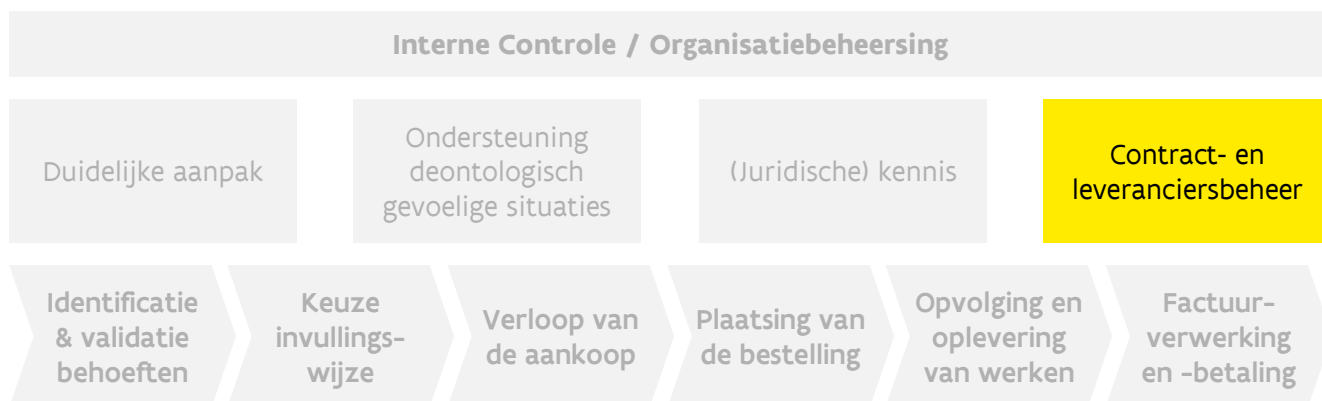 Interne Controle / Organisatiebeheersing
Duidelijke aanpak
Ondersteuning
deontologisch
gevoelige situaties
(Juridische) kennis
Contract- en
leveranciersbeheer
Identificatie
& validatie
behoeften
Keuze
invullings-
wijze
Verloop van
de aankoop
Plaatsing van
de bestelling
Opvolging en
oplevering
van werken
Factuur-
verwerking
en -betaling